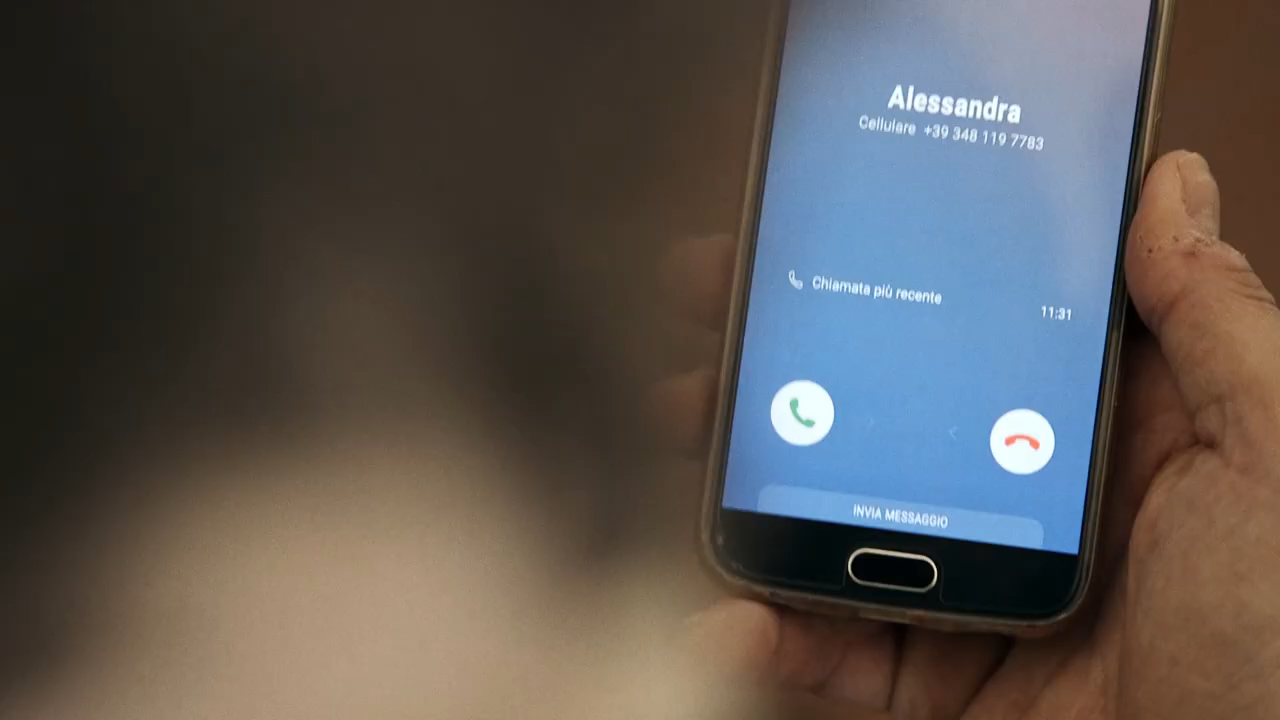 Alessandra
Cellulare +39 348 119 7783
Chiamata più recente
11:31
INVIA MESSAGGIO